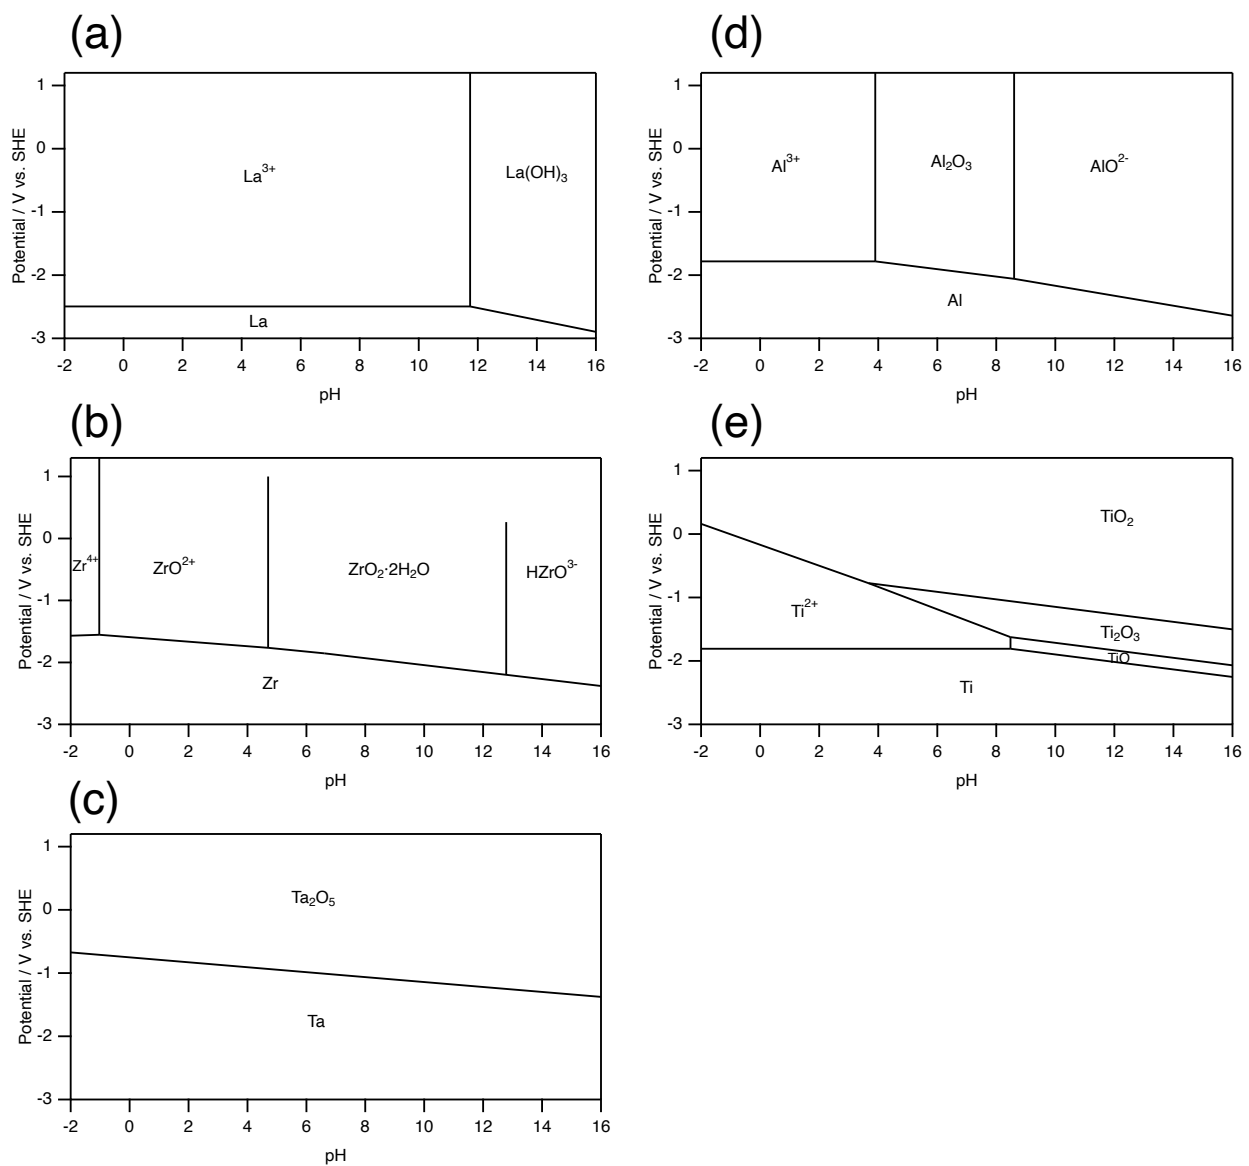 (a)
Potential / V vs. SHE
1
0
-1
-2
-3
La³⁺
La(OH)₃
La
-2 0 2 4 6 8 10 12 14 16
pH
(b)
Potential / V vs. SHE
1
0
-1
-2
-3
Zr⁴⁺
ZrO²⁺
ZrO₂·2H₂O
HZrO³⁻
Zr
-2 0 2 4 6 8 10 12 14 16
pH
(c)
Potential / V vs. SHE
1
0
-1
-2
-3
Ta₂O₅
Ta
-2 0 2 4 6 8 10 12 14 16
pH
(d)
Potential / V vs. SHE
1
0
-1
-2
-3
Al³⁺
Al₂O₃
AlO²⁻
Al
-2 0 2 4 6 8 10 12 14 16
pH
(e)
Potential / V vs. SHE
1
0
-1
-2
-3
TiO₂
Ti²⁺
Ti₂O₃
TiO
Ti
-2 0 2 4 6 8 10 12 14 16
pH